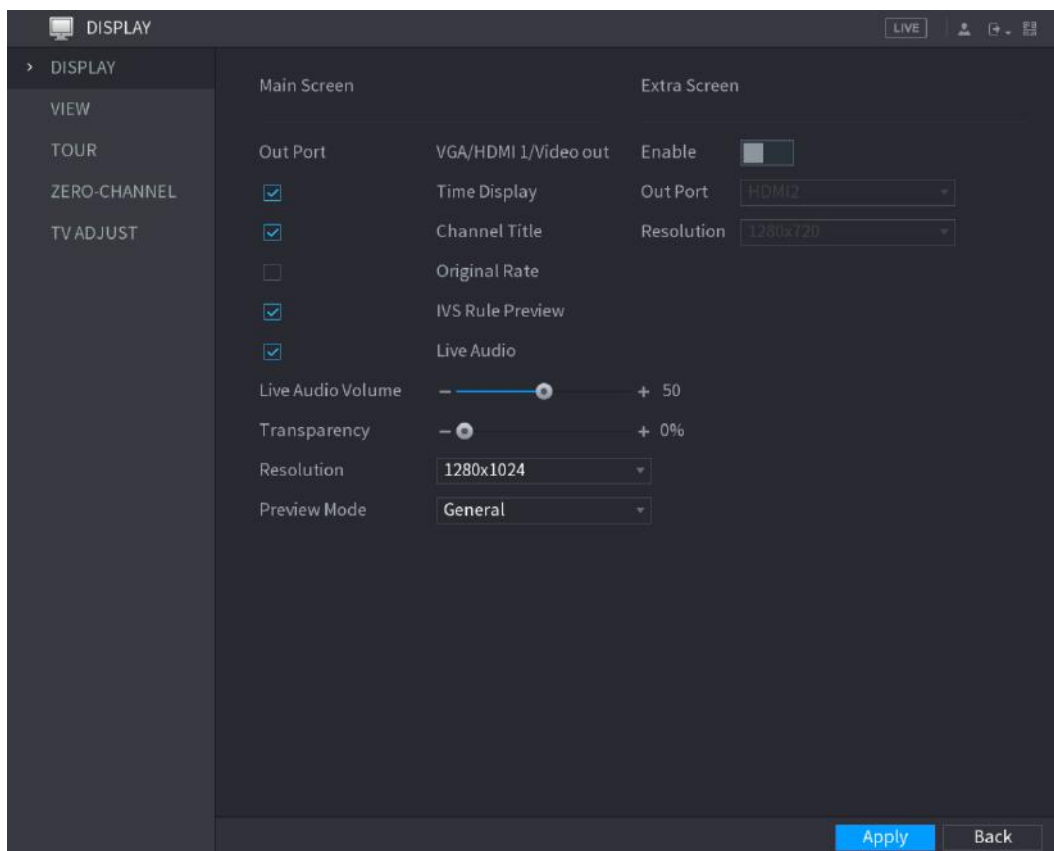 DISPLAY
LIVE
DISPLAY
VIEW
TOUR
ZERO-CHANNEL
TV ADJUST
Main Screen
Extra Screen
Out Port VGA/HDMI 1/Video out Enable
Time Display Out Port HDMI2
Channel Title Resolution 1280x720
Original Rate
IVS Rule Preview
Live Audio
Live Audio Volume − + 50
Transparency − + 0%
Resolution 1280x1024
Preview Mode General
Apply Back